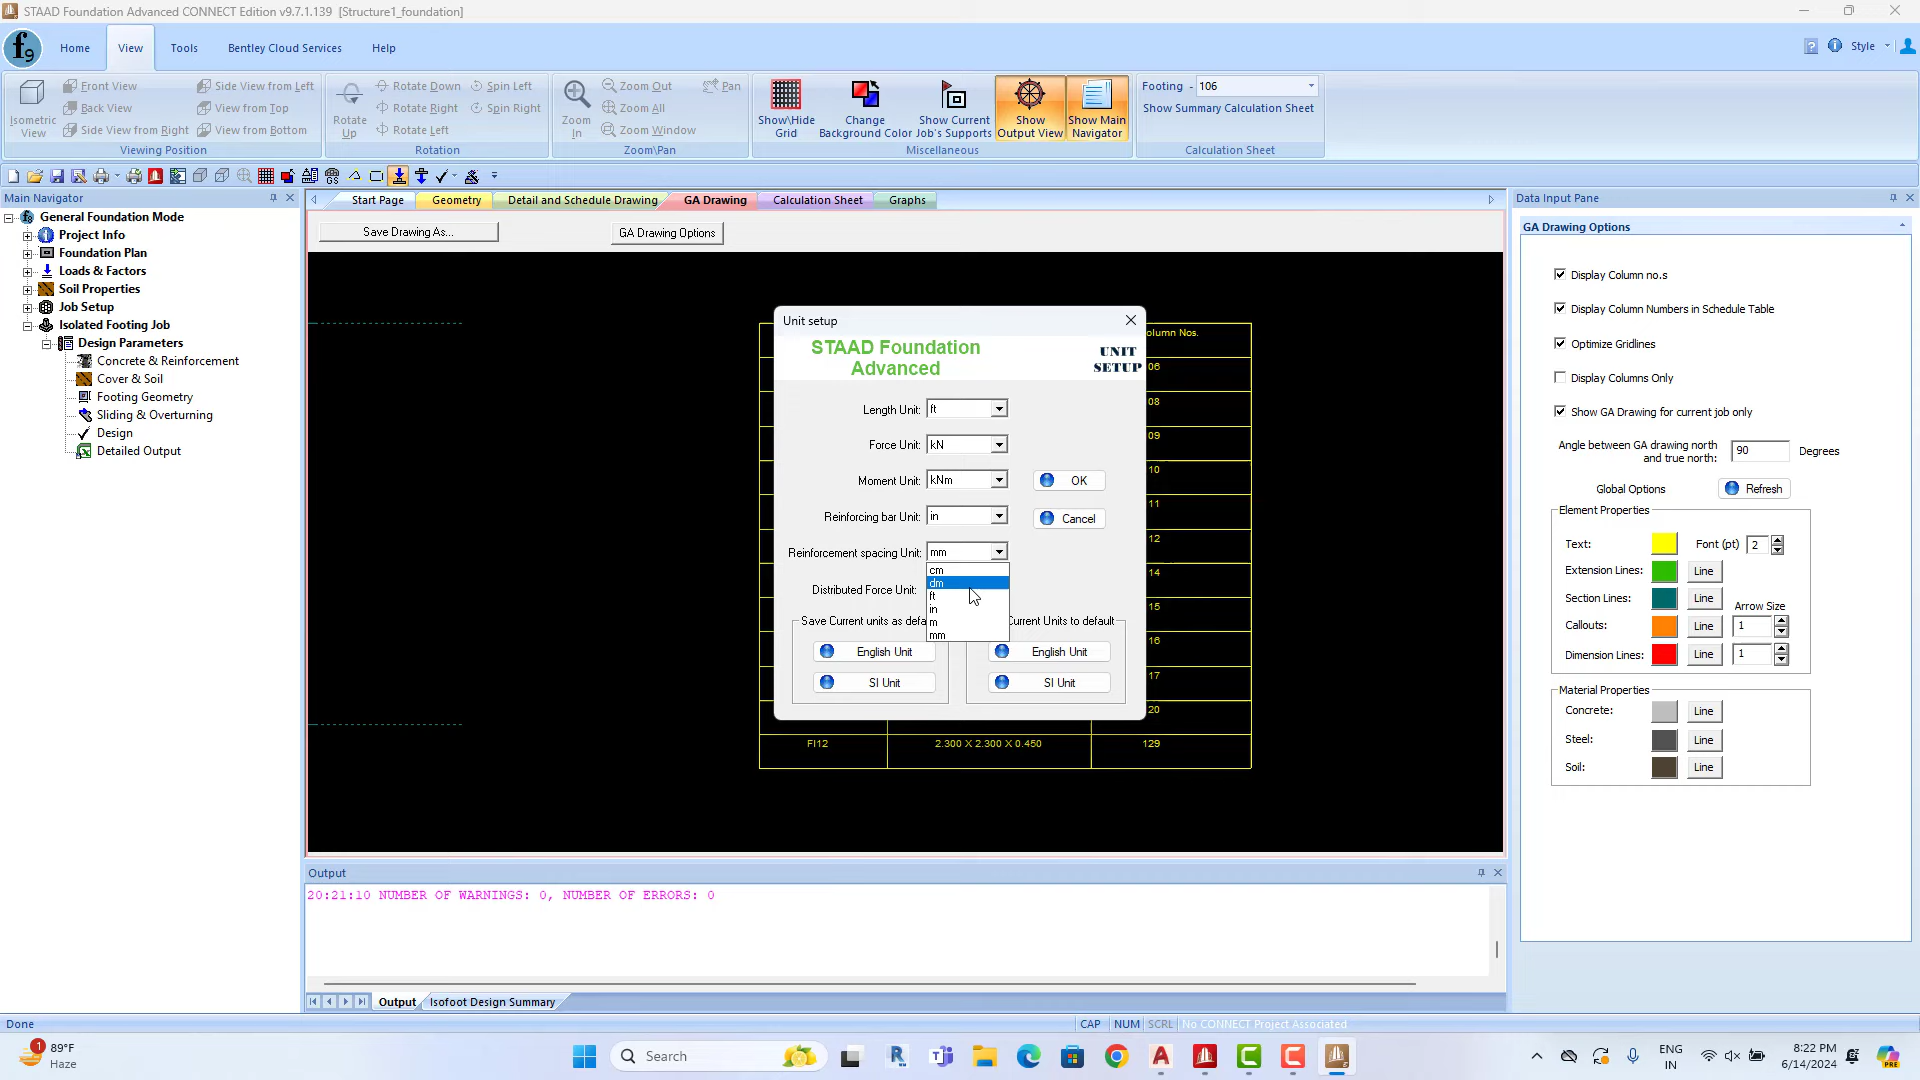 STAAD Foundation Advanced CONNECT Edition v9.7.1.139 [Structure1_foundation]
Home View Tools Bentley Cloud Services Help Style
Isometric View
Front View
Back View
Side View from Right
Side View from Left
View from Top
View from Bottom
Viewing Position
Rotate Up
Rotate Down
Rotate Right
Rotate Left
Spin Left
Spin Right
Rotation
Zoom In
Zoom Out
Zoom All
Zoom Window
Pan
Zoom\Pan
Show\Hide Grid
Change Background Color
Show Current Job's Supports
Show Output View
Show Main Navigator
Miscellaneous
Footing - 106
Show Summary Calculation Sheet
Calculation Sheet
Main Navigator
General Foundation Mode
Project Info
Foundation Plan
Loads & Factors
Soil Properties
Job Setup
Isolated Footing Job
Design Parameters
Concrete & Reinforcement
Cover & Soil
Footing Geometry
Sliding & Overturning
Design
Detailed Output
Start Page Geometry Detail and Schedule Drawing GA Drawing Calculation Sheet Graphs
Save Drawing As...
GA Drawing Options
olumn Nos.
06
08
09
10
11
12
14
15
16
17
20
FI12 2.300 X 2.300 X 0.450 129
Unit setup
STAAD Foundation
Advanced
UNIT
SETUP
Length Unit: ft
Force Unit: kN
Moment Unit: kNm
OK
Reinforcing bar Unit: in
Cancel
Reinforcement spacing Unit: mm
cm
dm
ft
in
m
mm
Distributed Force Unit:
Save Current units as defa
Current Units to default
English Unit
SI Unit
English Unit
SI Unit
Data Input Pane
GA Drawing Options
Display Column no.s
Display Column Numbers in Schedule Table
Optimize Gridlines
Display Columns Only
Show GA Drawing for current job only
Angle between GA drawing north
and true north: 90 Degrees
Global Options Refresh
Element Properties
Text: Font (pt) 2
Extension Lines: Line
Section Lines: Line
Arrow Size
Callouts: Line 1
Dimension Lines: Line 1
Material Properties
Concrete: Line
Steel: Line
Soil: Line
Output
20:21:10 NUMBER OF WARNINGS: 0, NUMBER OF ERRORS: 0
Output Isofoot Design Summary
Done CAP NUM SCRL No CONNECT Project Associated
1
89°F
Haze
Search
ENG
IN
8:22 PM
6/14/2024
PRE